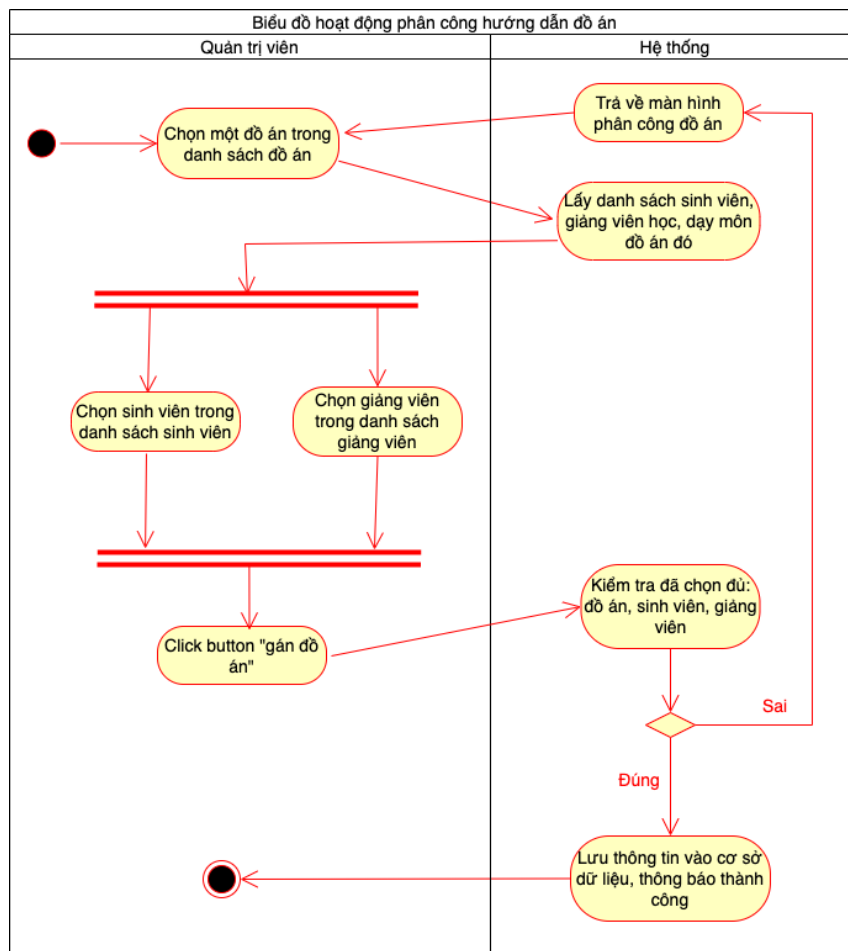 Biểu đồ hoạt động phân công hướng dẫn đồ án
Quản trị viên
Hệ thống
Trả về màn hình
phân công đồ án
Chọn một đồ án trong
danh sách đồ án
Lấy danh sách sinh viên,
giảng viên học, dạy môn
đồ án đó
Chọn sinh viên trong
danh sách sinh viên
Chọn giảng viên
trong danh sách
giảng viên
Kiểm tra đã chọn đủ:
đồ án, sinh viên, giảng
viên
Click button "gán đồ
án"
Sai
Đúng
Lưu thông tin vào cơ sở
dữ liệu, thông báo thành
công